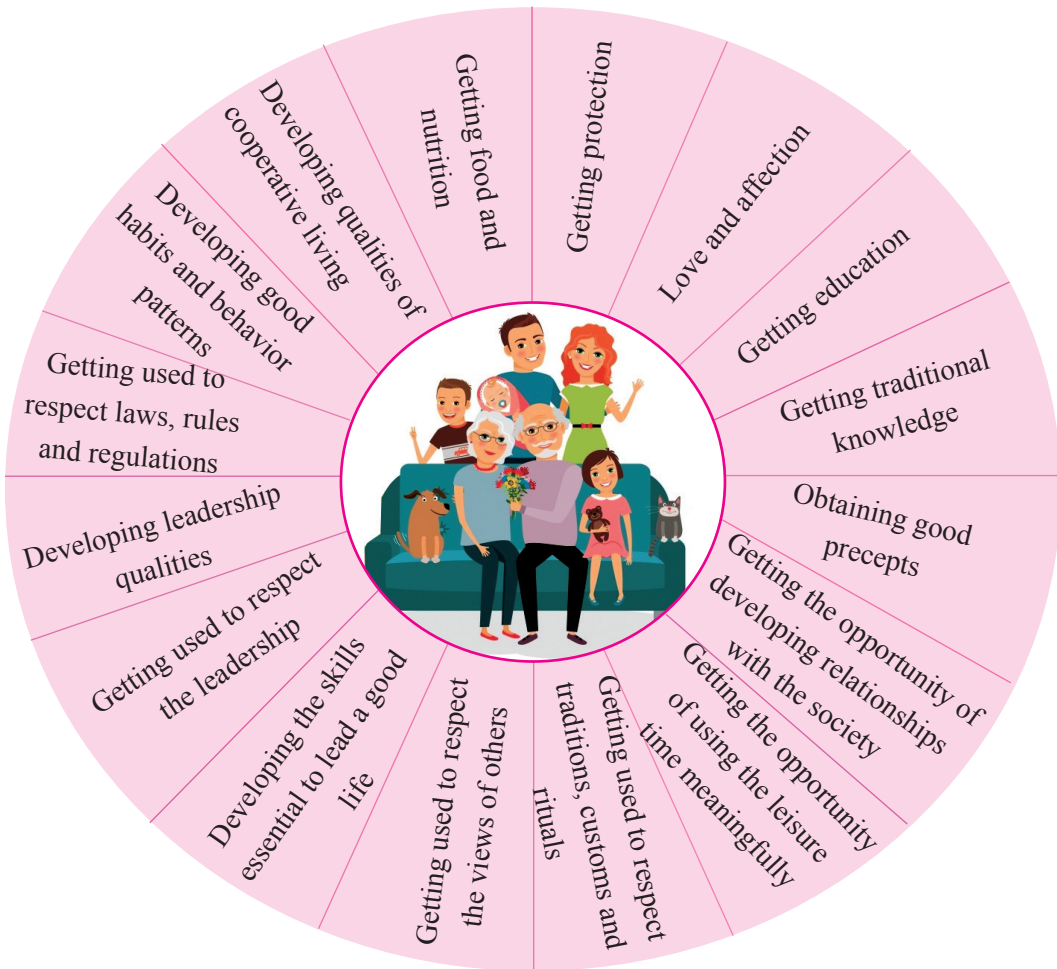 Getting protection
Love and affection
Getting education
Getting traditional
knowledge
Obtaining good
precepts
Getting the opportunity of
developing relationships
with the society
Getting the opportunity
of using the leisure
time meaningfully
Getting used to respect
traditions, customs and
rituals
Getting used to respect
the views of others
Developing the skills
essential to lead a good
life
Getting used to respect
the leadership
Developing leadership
qualities
Getting used to
respect laws, rules
and regulations
Developing good
habits and behavior
patterns
Developing qualities of
cooperative living
Getting food and
nutrition